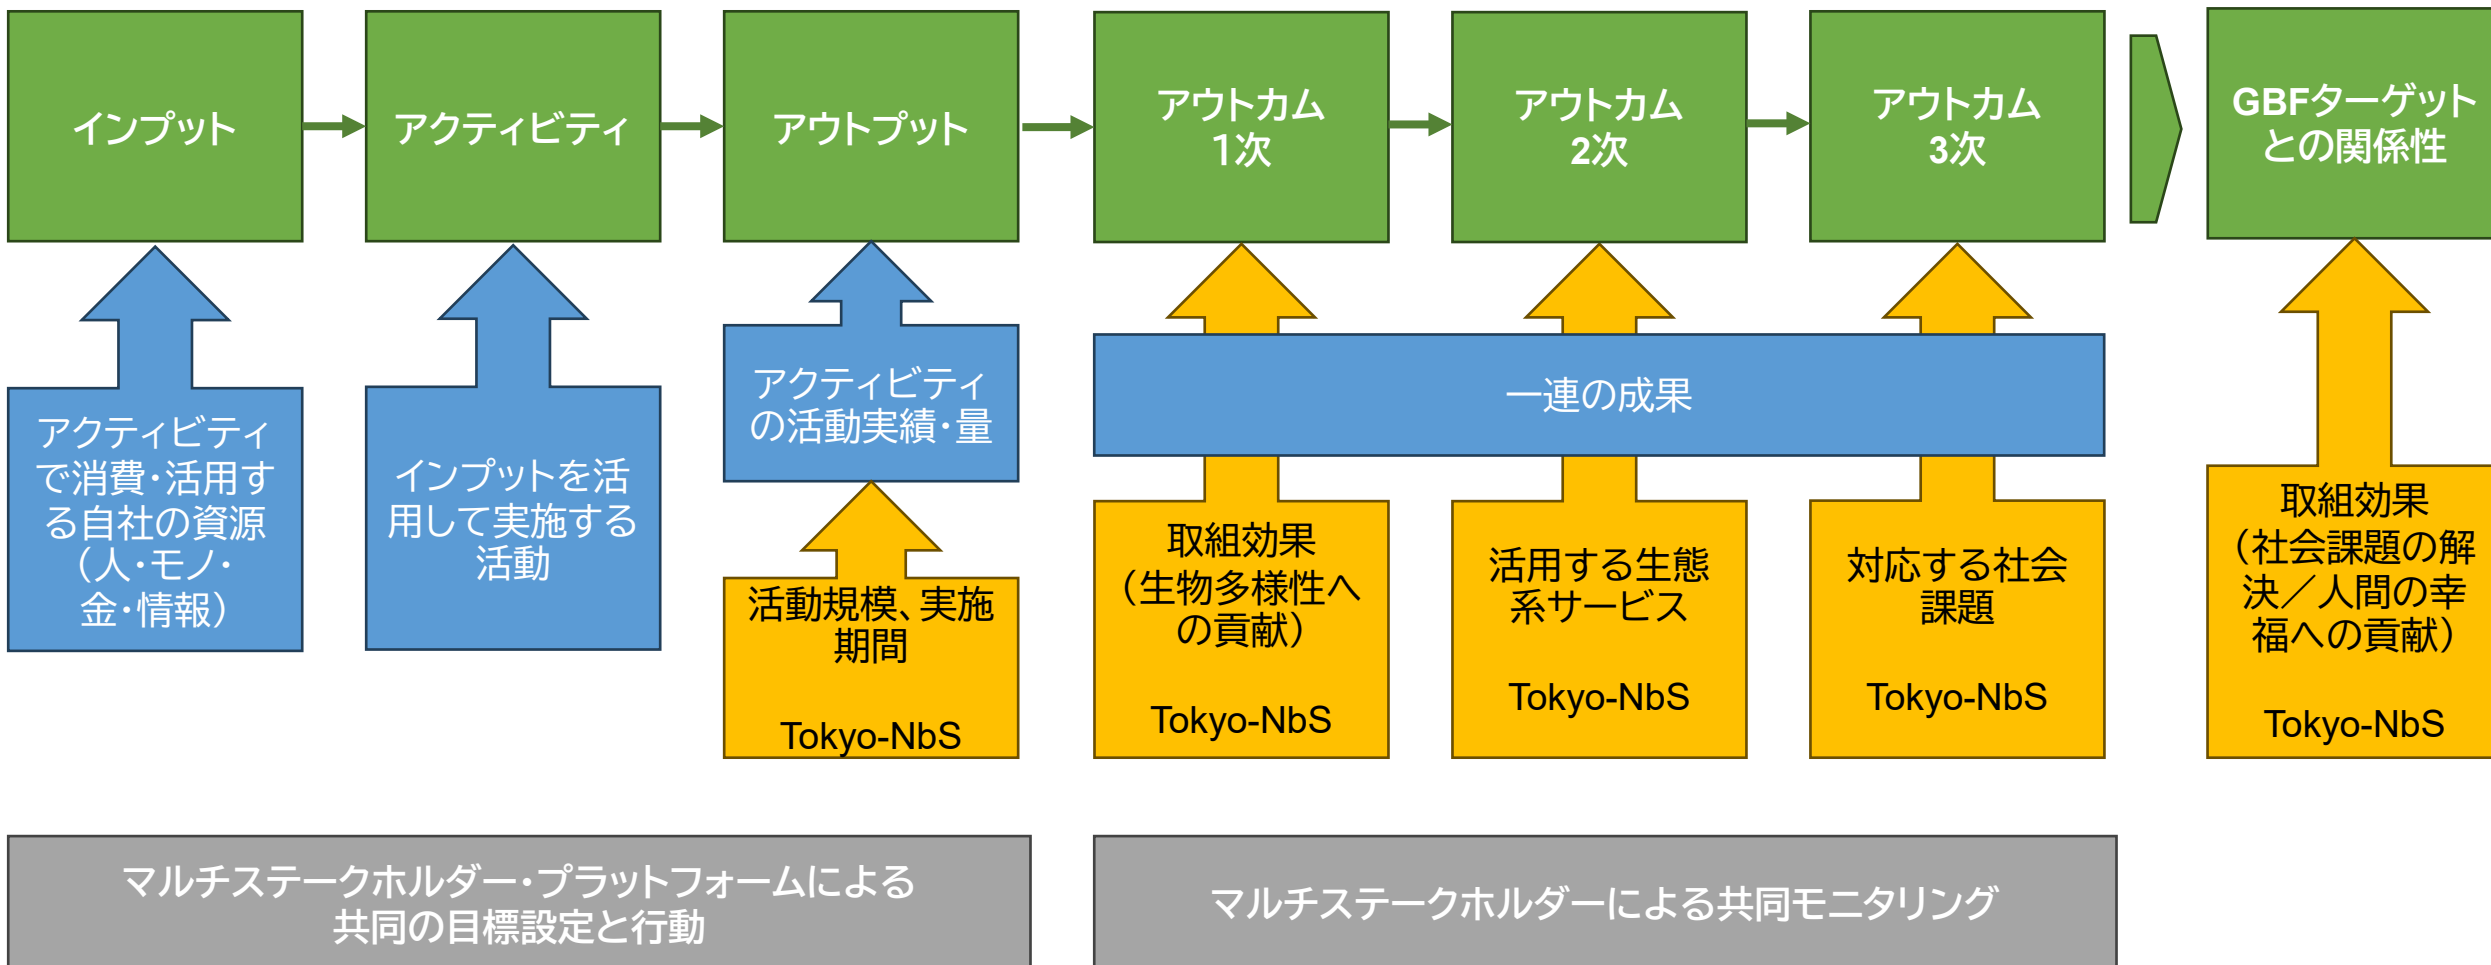 インプット
アクティビティ
アウトプット
アウトカム
1次
アウトカム
2次
アウトカム
3次
GBFターゲット
との関係性
アクティビティ
で消費・活用す
る自社の資源
（人・モノ・
金・情報）
インプットを活
用して実施する
活動
アクティビティ
の活動実績・量
一連の成果
活動規模、実施
期間
Tokyo-NbS
取組効果
（生物多様性へ
の貢献）
Tokyo-NbS
活用する生態
系サービス
Tokyo-NbS
対応する社会
課題
Tokyo-NbS
取組効果
（社会課題の解
決／人間の幸
福への貢献）
Tokyo-NbS
マルチステークホルダー・プラットフォームによる
共同の目標設定と行動
マルチステークホルダーによる共同モニタリング